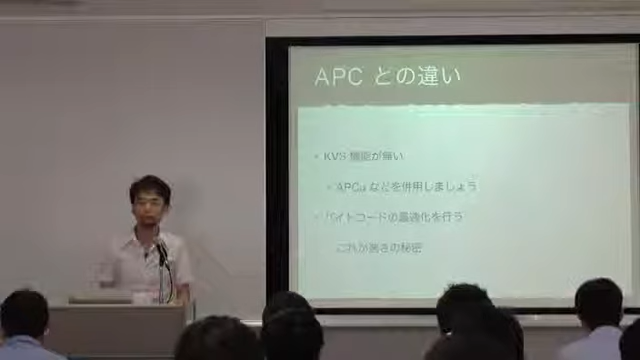 APC との違い
KVS 機能が無い
APCu などを併用しましょう
バイトコードの最適化を行う
これが速さの秘密